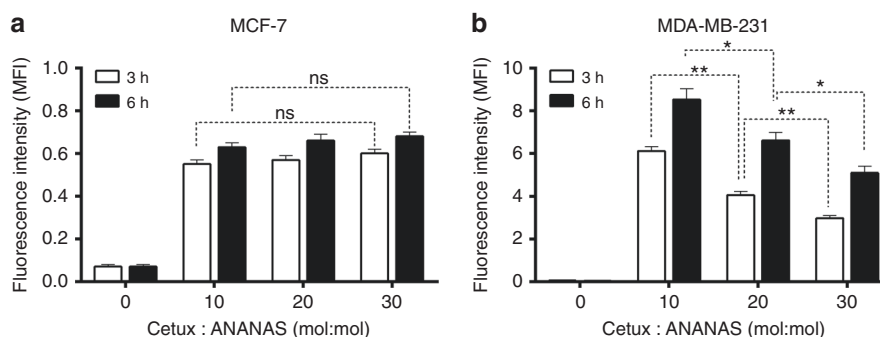 a
MCF-7
Fluorescence intensity (MFI)
1.0
0.8
0.6
0.4
0.2
0.0
3 h
6 h
ns
ns
0 10 20 30
Cetux : ANANAS (mol:mol)
b
MDA-MB-231
Fluorescence intensity (MFI)
10
8
6
4
2
0
3 h
6 h
*
**
*
**
0 10 20 30
Cetux : ANANAS (mol:mol)